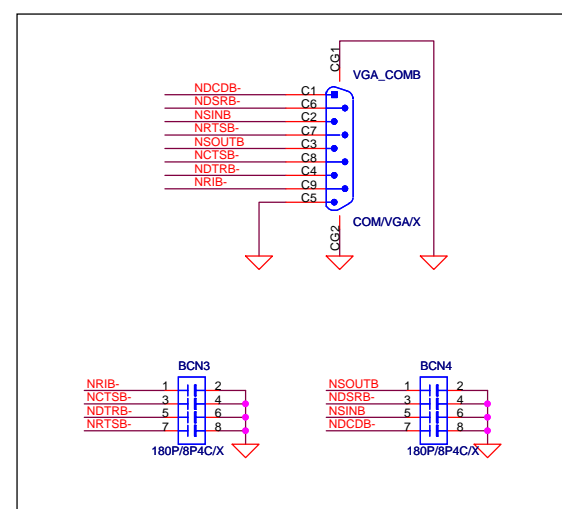 CG1
VGA_COMB
NDCDB- C1
NDSRB- C6
NSINB C2
NRTSB- C7
NSOUTB C3
NCTSB- C8
NDTRB- C4
NRIB- C9
C5
COM/VGA/X
CG2
BCN3
NRIB- 1 2
NCTSB- 3 4
NDTRB- 5 6
NRTSB- 7 8
180P/8P4C/X
BCN4
NSOUTB 1 2
NDSRB- 3 4
NSINB 5 6
NDCDB- 7 8
180P/8P4C/X